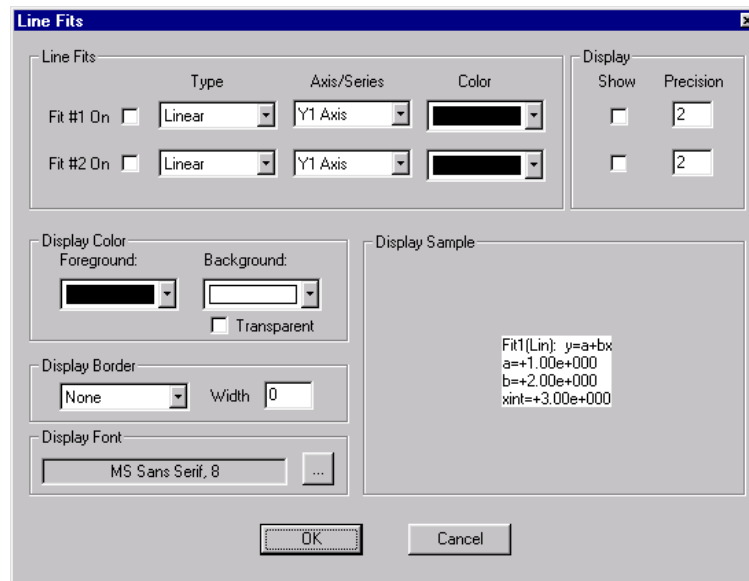 Line Fits
Line Fits
Type Axis/Series Color
Fit #1 On Linear Y1 Axis
Fit #2 On Linear Y1 Axis
Display
Show Precision
2
2
Display Color
Foreground: Background:
Transparent
Display Border
None Width 0
Display Font
MS Sans Serif, 8 ...
Display Sample
Fit1(Lin): y=a+bx
a=+1.00e+000
b=+2.00e+000
xint=+3.00e+000
OK Cancel